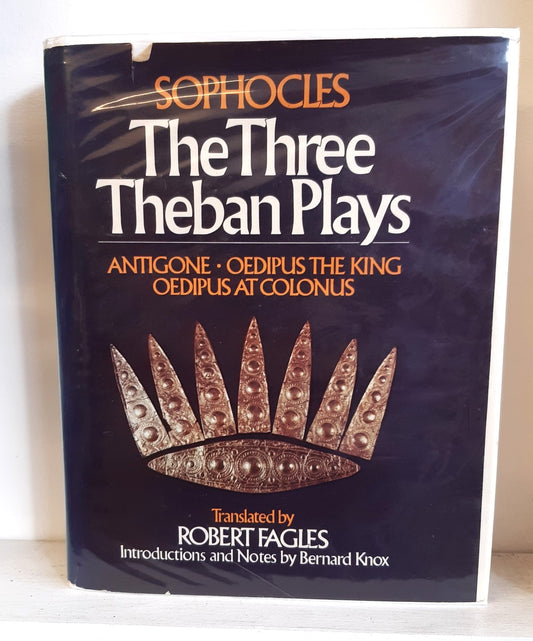 SOPHOCLES
The Three
Theban Plays
ANTIGONE • OEDIPUS THE KING
OEDIPUS AT COLONUS
Translated by
ROBERT FAGLES
Introductions and Notes by Bernard Knox